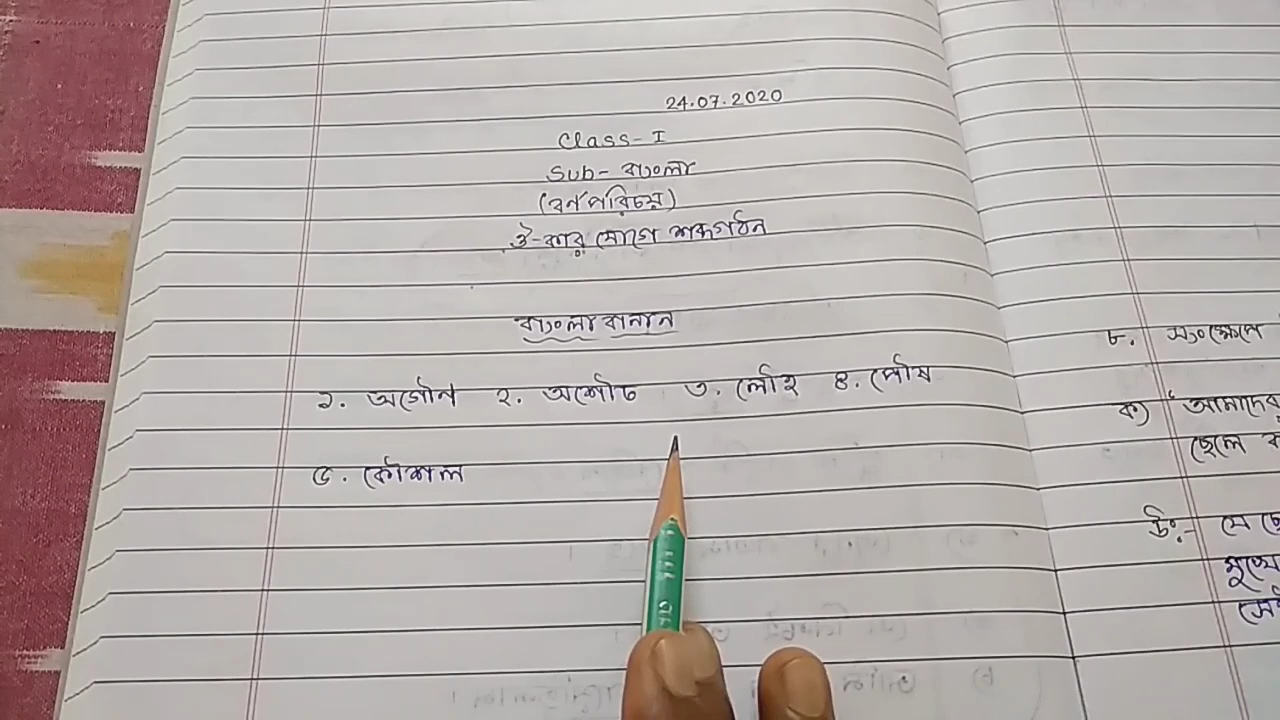 24.07.2020
Class-I
Sub- বাংলা
(বর্ণপরিচয়)
ঔ-কার যোগে শব্দগঠন
বাংলা বানান
১. অগৌন ২. অশৌচ ৩. লৌহ ৪. পৌষ
৫. কৌশল
৮. সংক্ষেপে
ক) আমাদের
ছেলে
উঃ- যে
মুখে